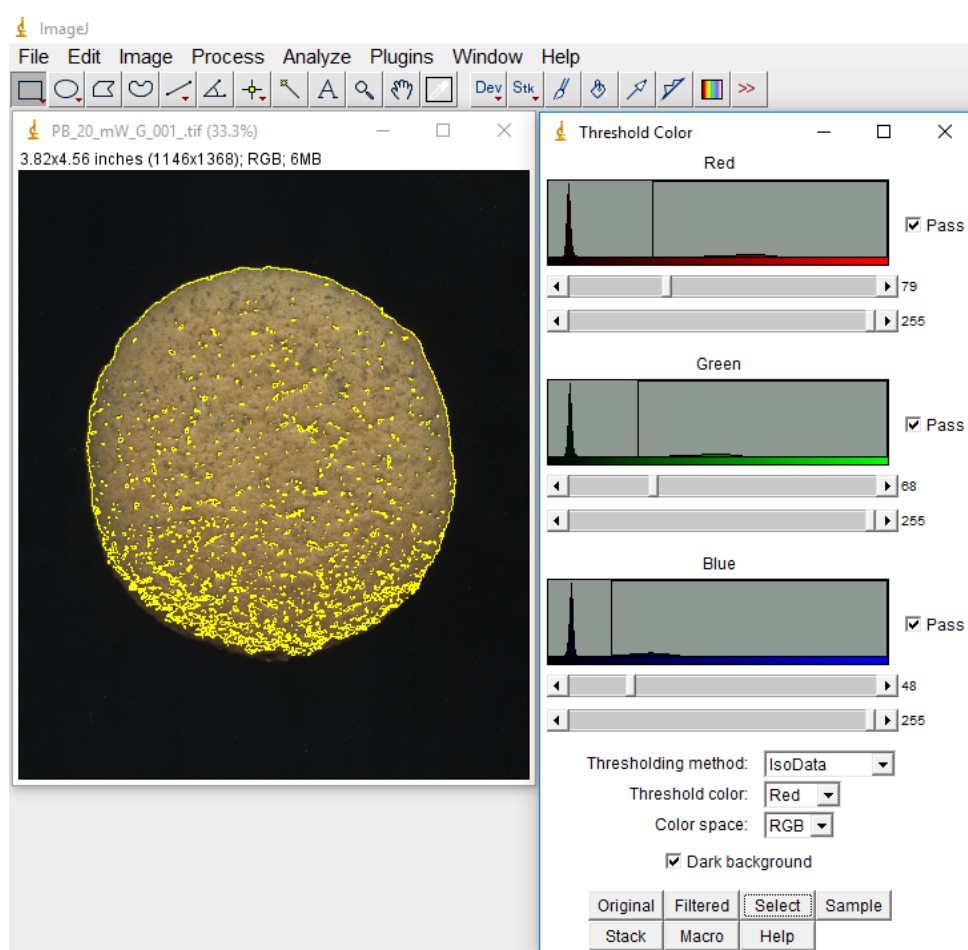 ImageJ
File Edit Image Process Analyze Plugins Window Help
A Dev Stk >>
PB_20_mW_G_001_.tif (33.3%)
3.82x4.56 inches (1146x1368); RGB; 6MB
Threshold Color
Red
Pass
79
255
Green
Pass
68
255
Blue
Pass
48
255
Thresholding method: IsoData
Threshold color: Red
Color space: RGB
Dark background
Original Filtered Select Sample
Stack Macro Help